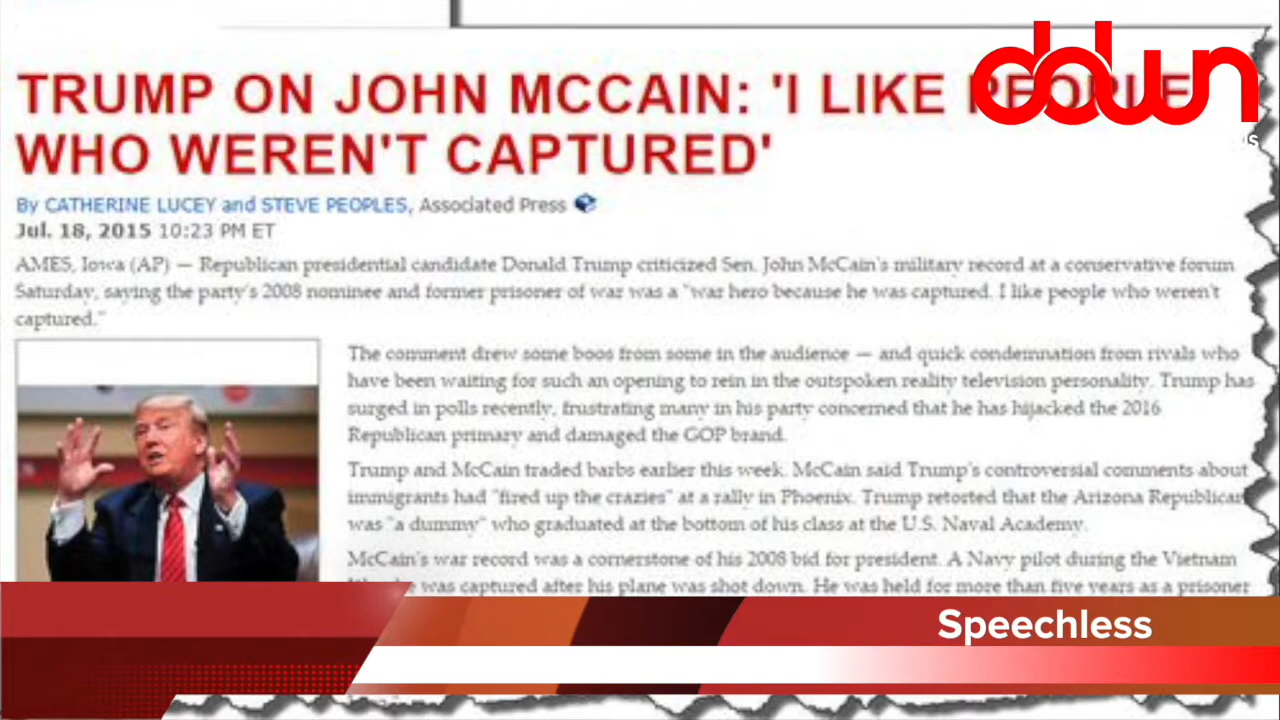 TRUMP ON JOHN MCCAIN: 'I LIKE PEOPLE
WHO WEREN'T CAPTURED'
down
By CATHERINE LUCEY and STEVE PEOPLES, Associated Press
Jul. 18, 2015 10:23 PM ET
AMES, Iowa (AP) — Republican presidential candidate Donald Trump criticized Sen. John McCain's military record at a conservative forum
Saturday, saying the party's 2008 nominee and former prisoner of war was a "war hero because he was captured. I like people who weren't
captured."
The comment drew some boos from some in the audience — and quick condemnation from rivals who
have been waiting for such an opening to rein in the outspoken reality television personality. Trump has
surged in polls recently, frustrating many in his party concerned that he has hijacked the 2016
Republican primary and damaged the GOP brand.
Trump and McCain traded barbs earlier this week. McCain said Trump's controversial comments about
immigrants had "fired up the crazies" at a rally in Phoenix. Trump retorted that the Arizona Republican
was "a dummy" who graduated at the bottom of his class at the U.S. Naval Academy.
McCain's war record was a cornerstone of his 2008 bid for president. A Navy pilot during the Vietnam
was captured after his plane was shot down. He was held for more than five years as a prisoner
Speechless